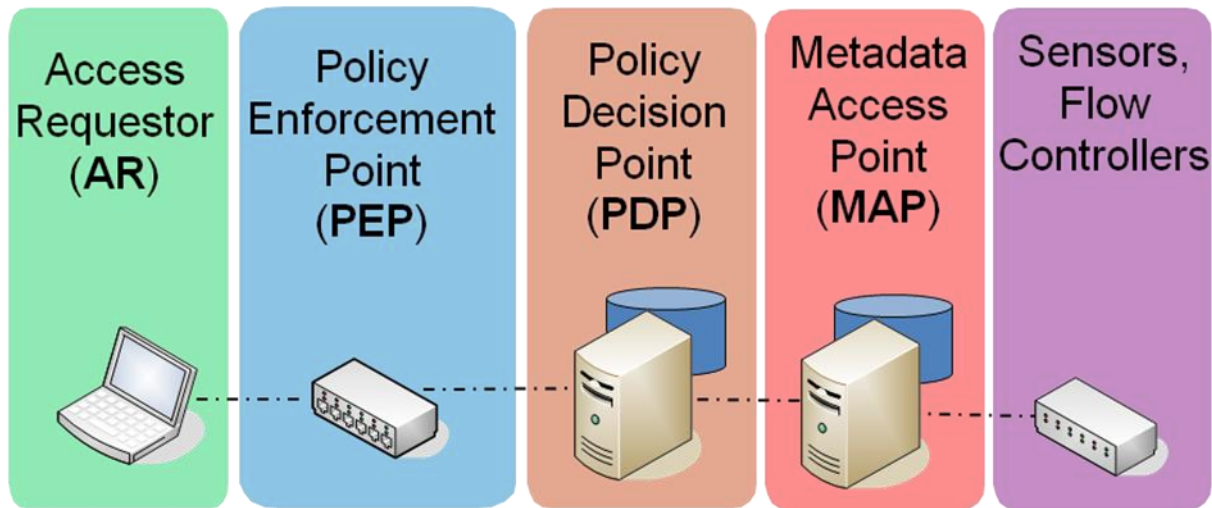 Access
Requestor
(AR)
Policy
Enforcement
Point
(PEP)
Policy
Decision
Point
(PDP)
Metadata
Access
Point
(MAP)
Sensors,
Flow
Controllers